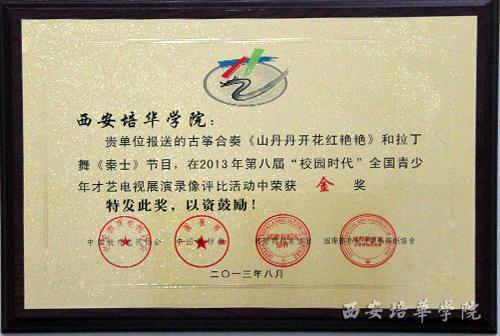 西安培华学院：
贵单位报送的古筝合奏《山丹丹开花红艳艳》和拉丁
舞《秦士》节目，在2013年第八届“校园时代”全国青少
年才艺电视展演录像评比活动中荣获 金 奖
特发此奖，以资鼓励！
二〇一三年八月
西安培華学院